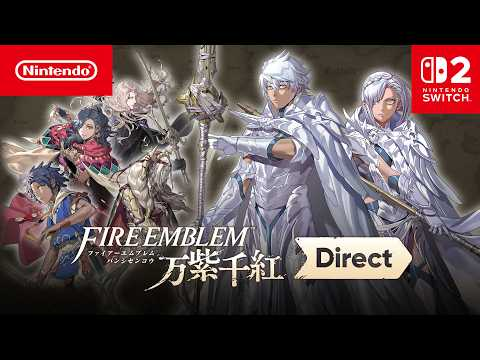 Nintendo
2
NINTENDO
SWITCH
FIRE EMBLEM
ファイアーエムブレム
バンシセンコウ
万紫千紅
Direct